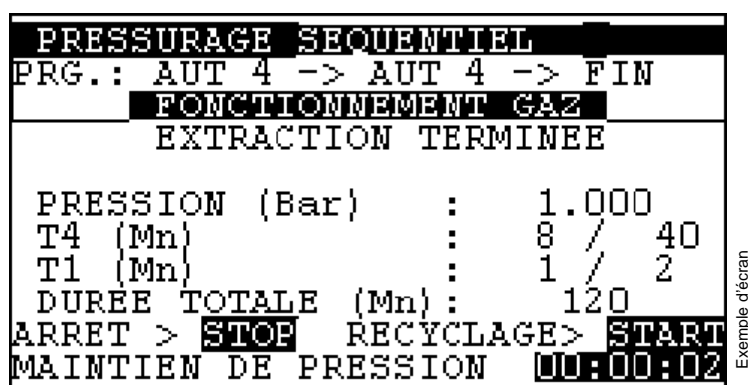 PRESSURAGE SEQUENTIEL
PRG.: AUT 4 -> AUT 4 -> FIN
FONCTIONNEMENT GAZ
EXTRACTION TERMINEE
PRESSION (Bar) : 1.000
T4 (Mn) : 8 / 40
T1 (Mn) : 1 / 2
DUREE TOTALE (Mn) : 120
ARRET > STOP RECYCLAGE> START
MAINTIEN DE PRESSION 00:00:02
Exemple d'écran